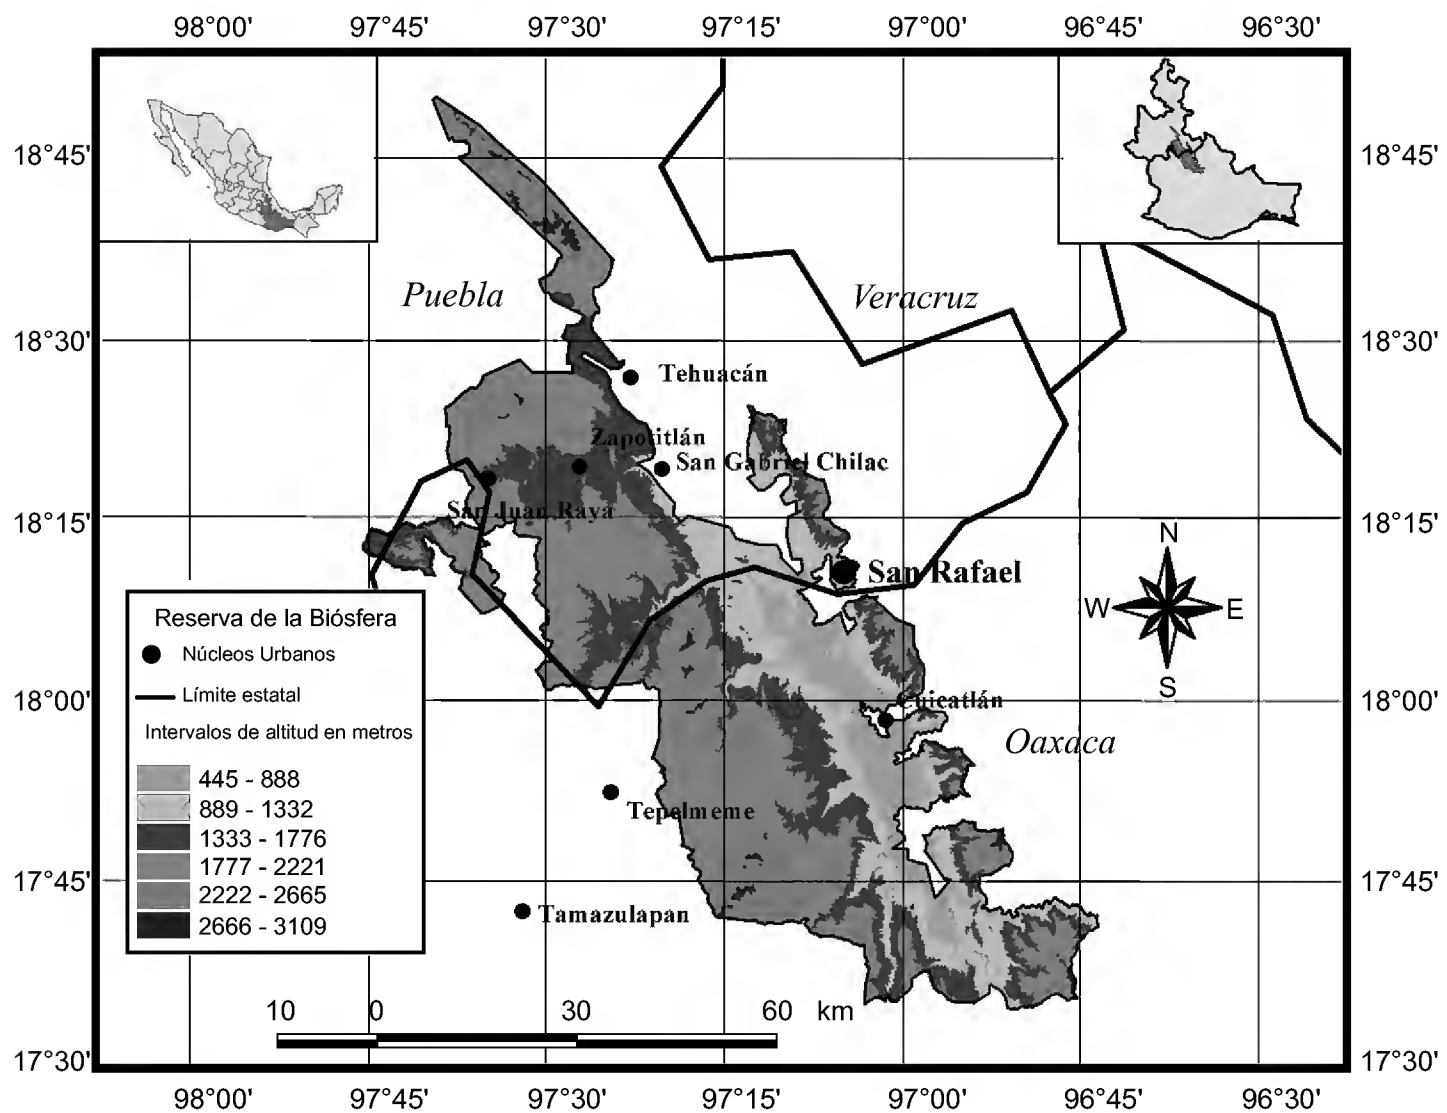 98°00' 97°45' 97°30' 97°15' 97°00' 96°45' 96°30'
18°45' 18°45'
Puebla
Veracruz
18°30' 18°30'
Tehuacán
Zapotitlán
San Gabriel Chilac
San Juan Raya
18°15' 18°15'
San Rafael
N
W E
S
Reserva de la Biósfera
Núcleos Urbanos
Límite estatal
Intervalos de altitud en metros
445 - 888
889 - 1332
1333 - 1776
1777 - 2221
2222 - 2665
2666 - 3109
18°00' 18°00'
Cuicatlán
Oaxaca
Tepelmeme
17°45' 17°45'
Tamazulapan
10 0 30 60 km
17°30' 17°30'
98°00' 97°45' 97°30' 97°15' 97°00' 96°45' 96°30'